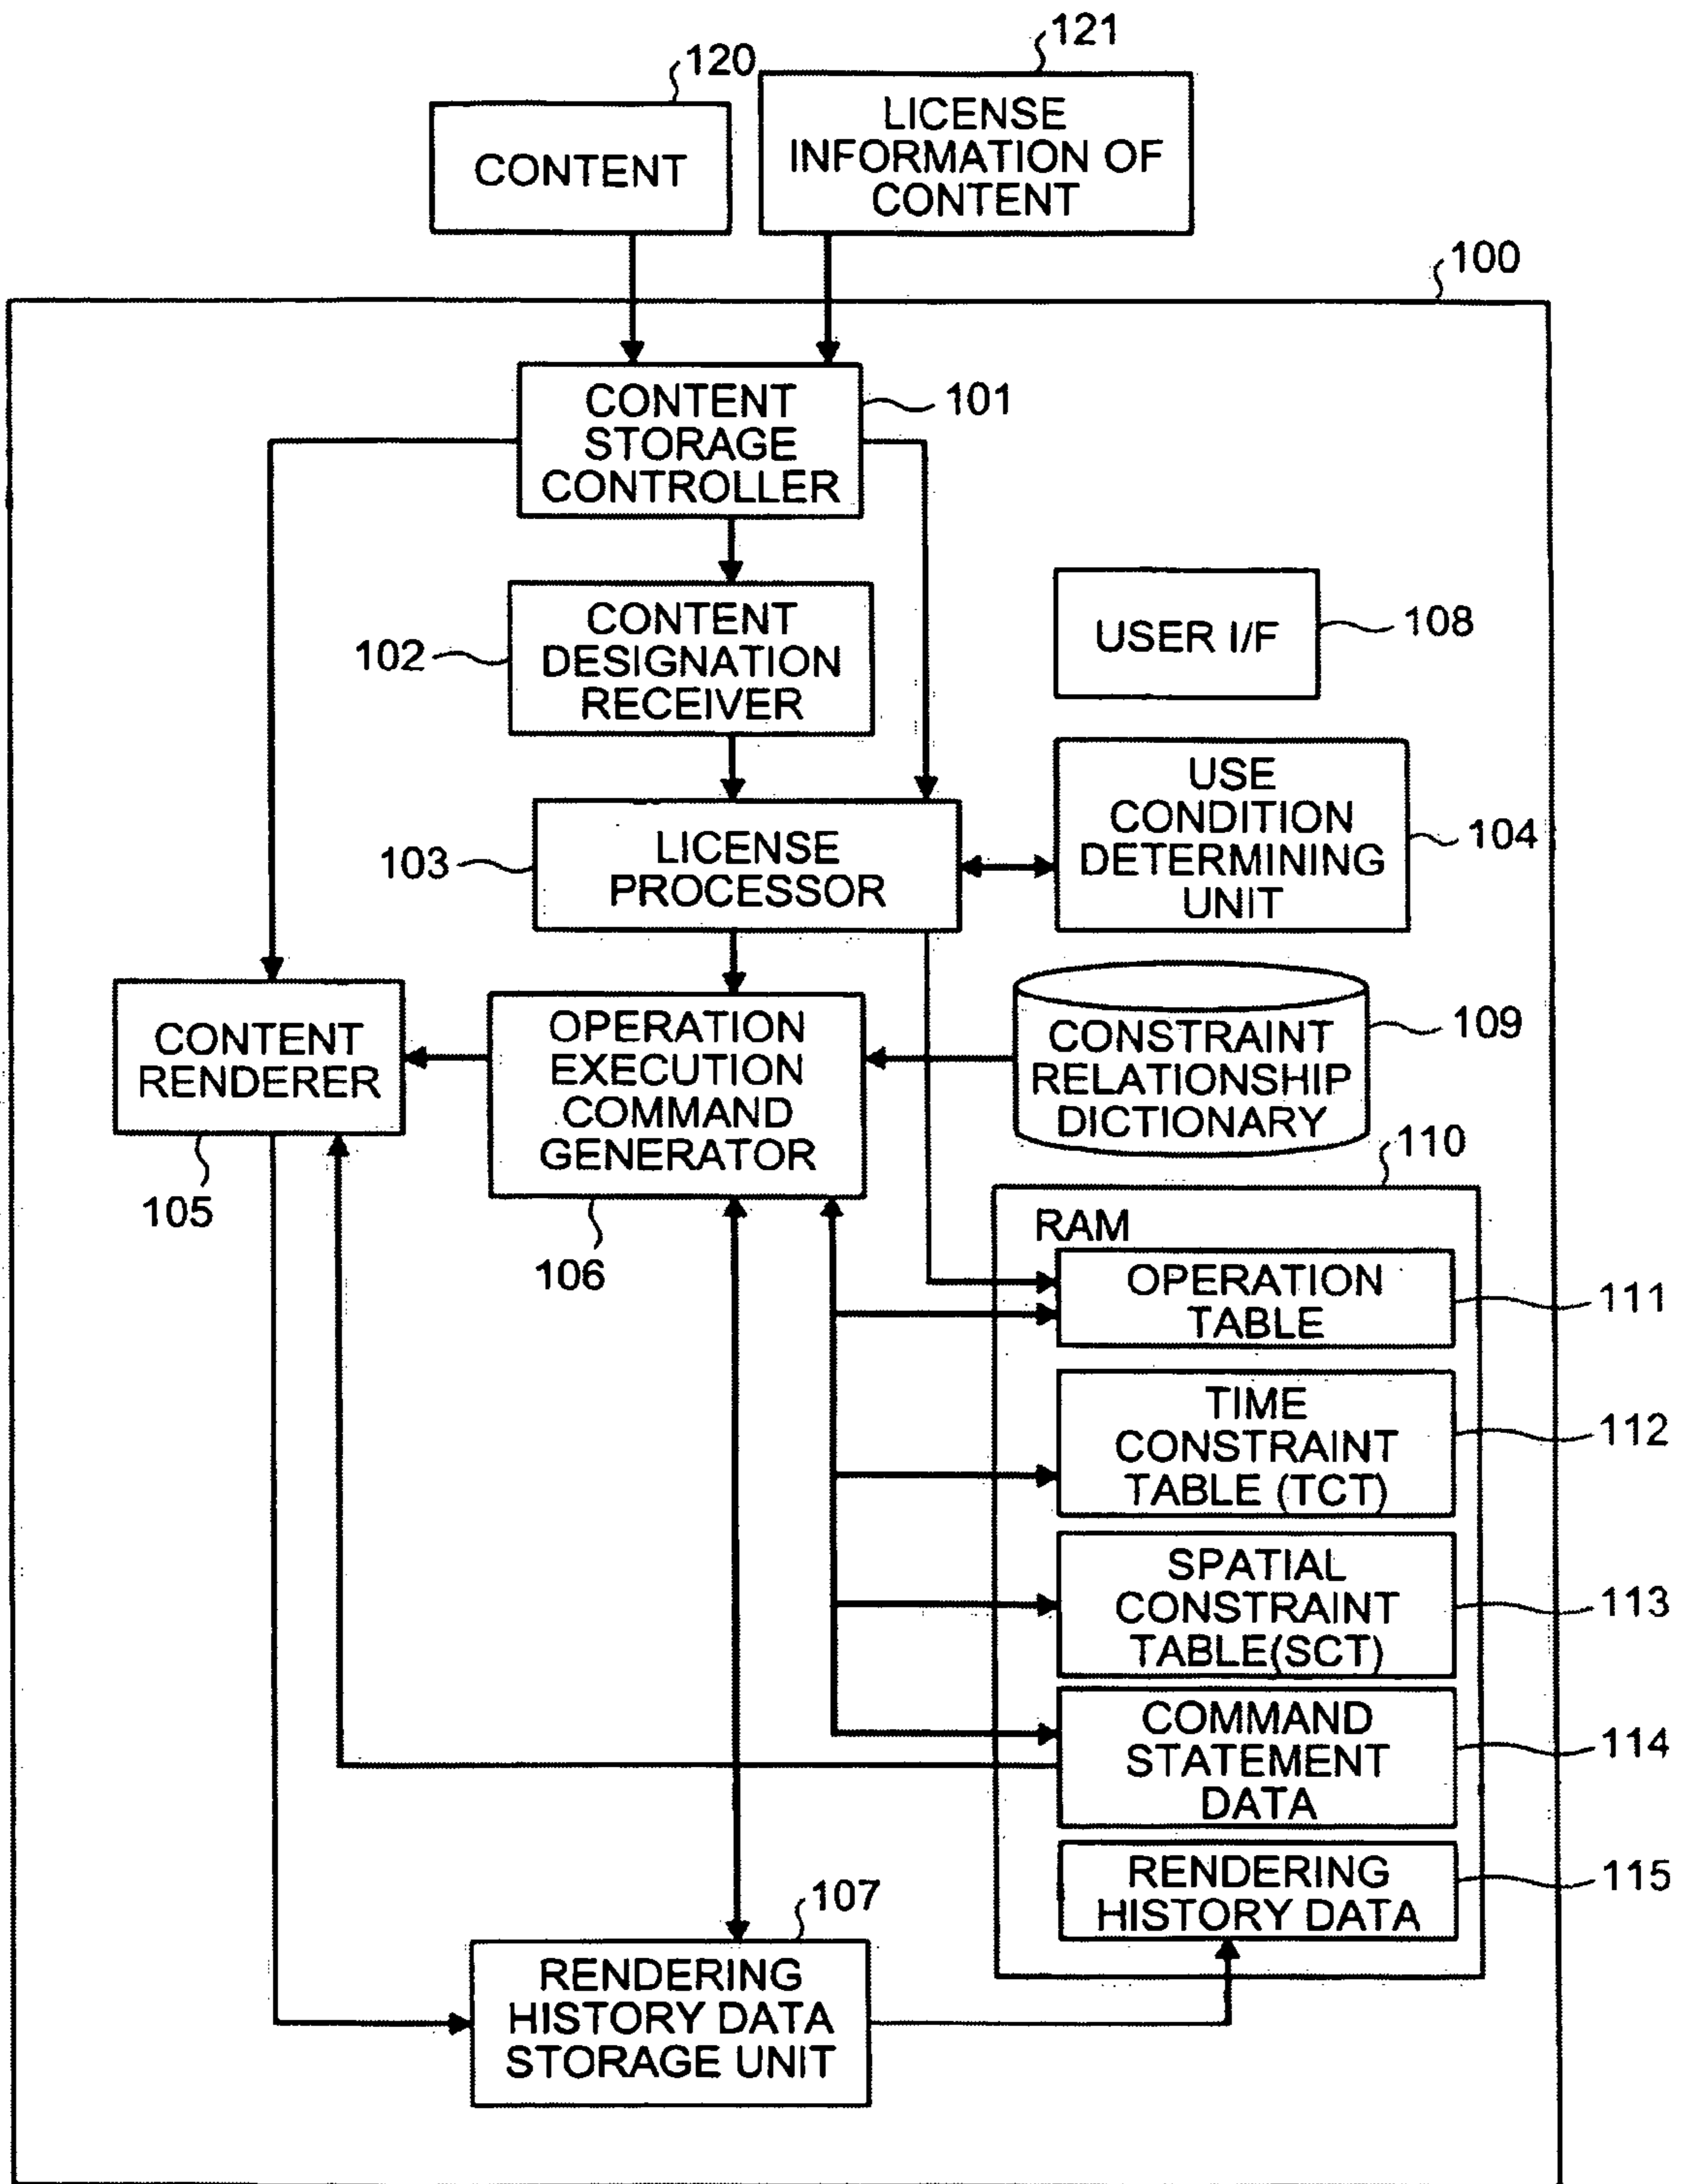 121
120
LICENSE
INFORMATION OF
CONTENT
CONTENT
100
CONTENT
STORAGE
CONTROLLER
101
CONTENT
DESIGNATION
RECEIVER
102
USER I/F
108
USE
CONDITION
DETERMINING
UNIT
104
LICENSE
PROCESSOR
103
CONTENT
RENDERER
105
OPERATION
EXECUTION
COMMAND
GENERATOR
106
CONSTRAINT
RELATIONSHIP
DICTIONARY
109
110
RAM
OPERATION
TABLE
111
TIME
CONSTRAINT
TABLE (TCT)
112
SPATIAL
CONSTRAINT
TABLE(SCT)
113
COMMAND
STATEMENT
DATA
114
RENDERING
HISTORY DATA
115
107
RENDERING
HISTORY DATA
STORAGE UNIT